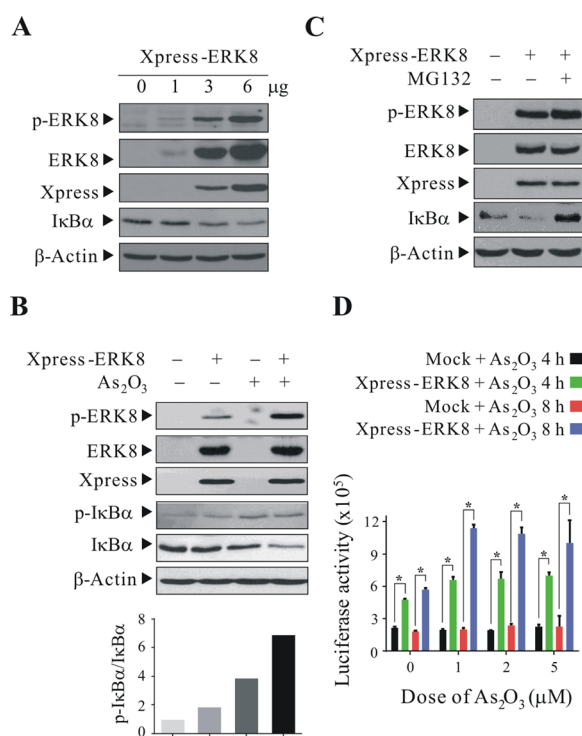 A
Xpress-ERK8
0 1 3 6 μg
p-ERK8
ERK8
Xpress
IκBα
β-Actin
B
Xpress-ERK8 – + – +
As₂O₃ – – + +
p-ERK8
ERK8
Xpress
p-IκBα
IκBα
β-Actin
p-IκBα/IκBα
8
6
4
2
0
C
Xpress-ERK8 – + +
MG132 – – +
p-ERK8
ERK8
Xpress
IκBα
β-Actin
D
Mock + As₂O₃ 4 h
Xpress-ERK8 + As₂O₃ 4 h
Mock + As₂O₃ 8 h
Xpress-ERK8 + As₂O₃ 8 h
Luciferase activity (x10⁵)
12
9
6
3
0
* * * * * * * *
0 1 2 5
Dose of As₂O₃ (μM)